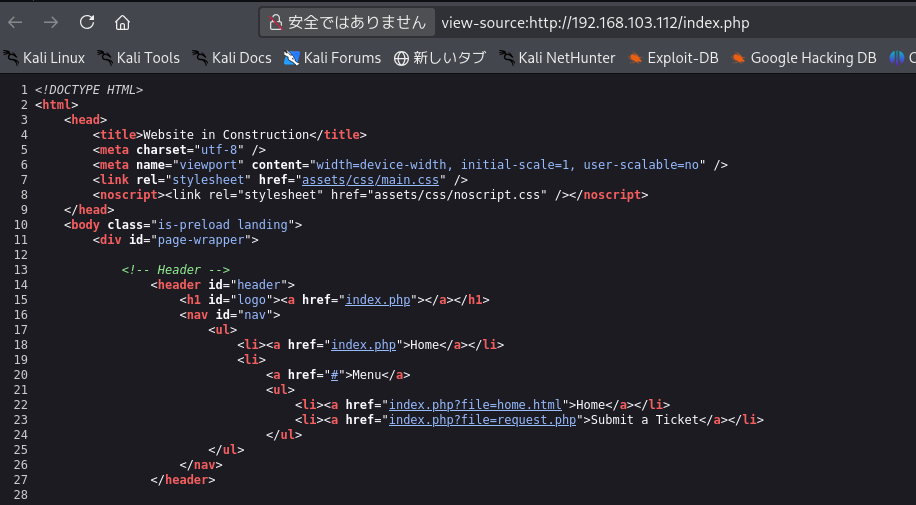 安全ではありません view-source:http://192.168.103.112/index.php
Kali Linux Kali Tools Kali Docs Kali Forums 新しいタブ Kali NetHunter Exploit-DB Google Hacking DB
1 <!DOCTYPE HTML>
2 <html>
3 <head>
4 <title>Website in Construction</title>
5 <meta charset="utf-8" />
6 <meta name="viewport" content="width=device-width, initial-scale=1, user-scalable=no" />
7 <link rel="stylesheet" href="assets/css/main.css" />
8 <noscript><link rel="stylesheet" href="assets/css/noscript.css" /></noscript>
9 </head>
10 <body class="is-preload landing">
11 <div id="page-wrapper">
12
13 <!-- Header -->
14 <header id="header">
15 <h1 id="logo"><a href="index.php"></a></h1>
16 <nav id="nav">
17 <ul>
18 <li><a href="index.php">Home</a></li>
19 <li>
20 <a href="#">Menu</a>
21 <ul>
22 <li><a href="index.php?file=home.html">Home</a></li>
23 <li><a href="index.php?file=request.php">Submit a Ticket</a></li>
24 </ul>
25 </ul>
26 </nav>
27 </header>
28